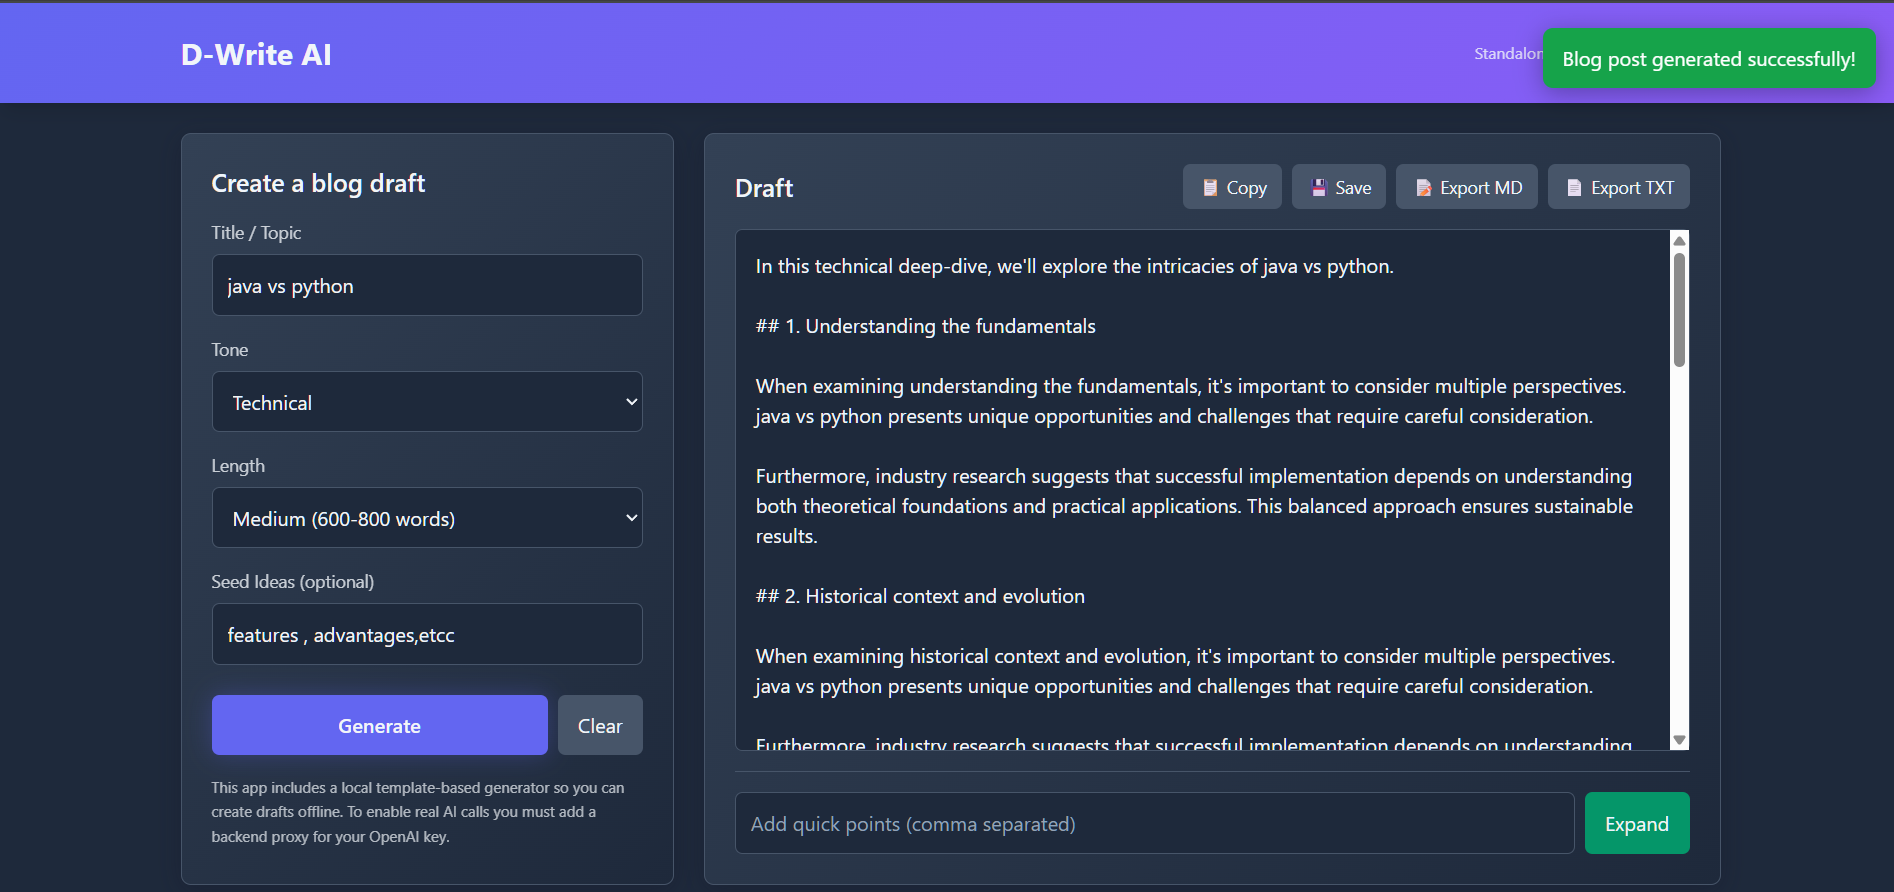 D-Write AI
Blog post generated successfully!
Create a blog draft
Title / Topic
java vs python
Tone
Technical
Length
Medium (600-800 words)
Seed Ideas (optional)
features , advantages,etcc
Generate
Clear
This app includes a local template-based generator so you can
create drafts offline. To enable real AI calls you must add a
backend proxy for your OpenAI key.
Draft
Copy
Save
Export MD
Export TXT
In this technical deep-dive, we'll explore the intricacies of java vs python.
## 1. Understanding the fundamentals
When examining understanding the fundamentals, it's important to consider multiple perspectives.
java vs python presents unique opportunities and challenges that require careful consideration.
Furthermore, industry research suggests that successful implementation depends on understanding
both theoretical foundations and practical applications. This balanced approach ensures sustainable
results.
## 2. Historical context and evolution
When examining historical context and evolution, it's important to consider multiple perspectives.
java vs python presents unique opportunities and challenges that require careful consideration.
Furthermore, industry research suggests that successful implementation depends on understanding
Add quick points (comma separated)
Expand